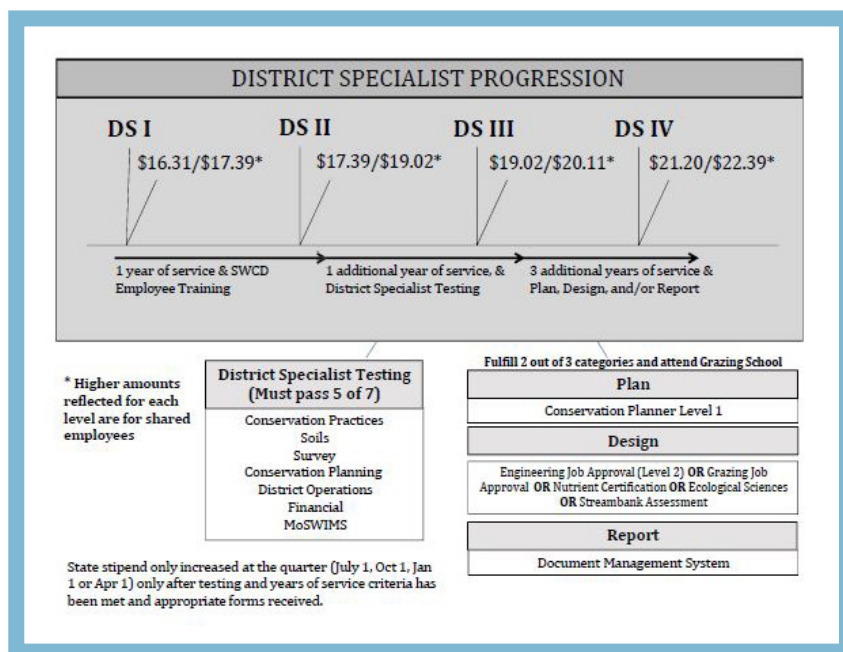 DISTRICT SPECIALIST PROGRESSION
DS I
DS II
DS III
DS IV
$16.31/$17.39*
$17.39/$19.02*
$19.02/$20.11*
$21.20/$22.39*
1 year of service & SWCD
Employee Training
1 additional year of service, &
District Specialist Testing
3 additional years of service &
Plan, Design, and/or Report
* Higher amounts
reflected for each
level are for shared
employees
District Specialist Testing
(Must pass 5 of 7)
Conservation Practices
Soils
Survey
Conservation Planning
District Operations
Financial
MoSWIMS
Fulfill 2 out of 3 categories and attend Grazing School
Plan
Conservation Planner Level 1
Design
Engineering Job Approval (Level 2) OR Grazing Job
Approval OR Nutrient Certification OR Ecological Sciences
OR Streambank Assessment
Report
Document Management System
State stipend only increased at the quarter (July 1, Oct 1, Jan
1 or Apr 1) only after testing and years of service criteria has
been met and appropriate forms received.